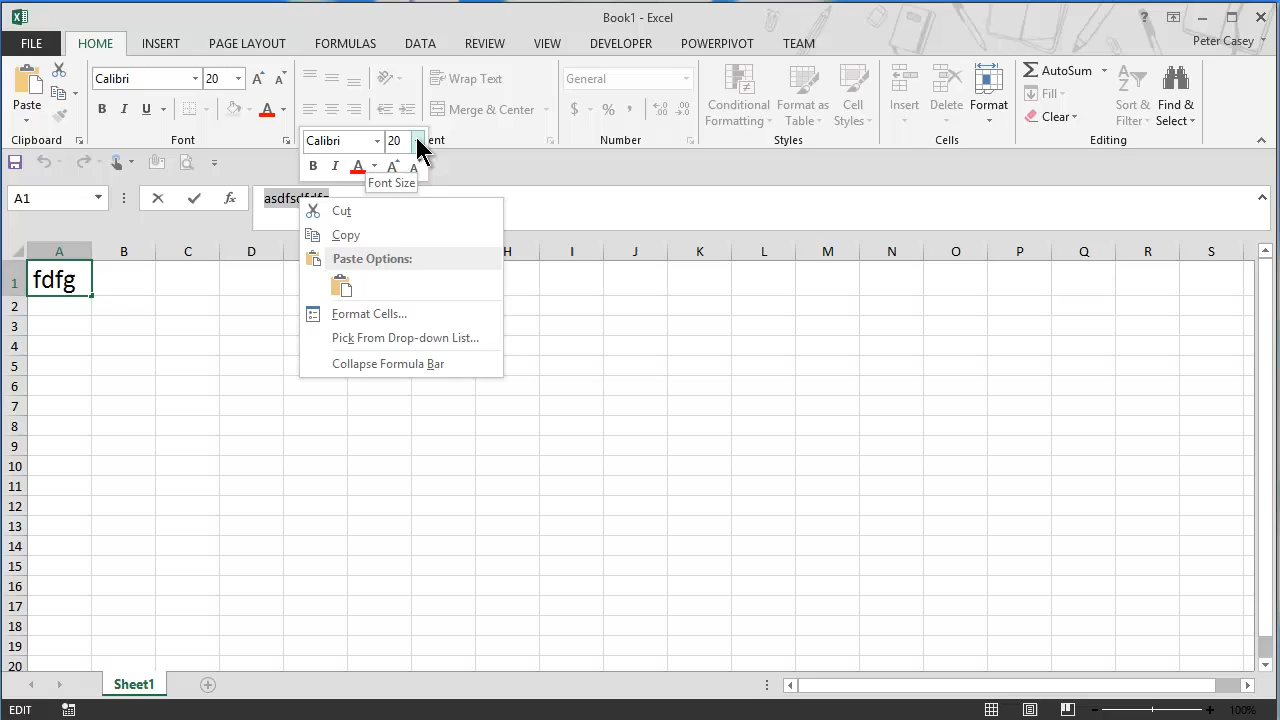 Book1 - Excel
?
FILE HOME INSERT PAGE LAYOUT FORMULAS DATA REVIEW VIEW DEVELOPER POWERPIVOT TEAM Peter Casey
Paste
Calibri 20
B I U A
Clipboard Font
Wrap Text
Merge & Center
General
$ % ,
Number
Conditional Formatting
Format as Table
Cell Styles
Styles
Insert Delete Format
Cells
AutoSum
Fill
Clear
Sort & Filter
Find & Select
Editing
Calibri 20
B I A A A
Font Size
A1 fx
Cut
Copy
Paste Options:
Format Cells...
Pick From Drop-down List...
Collapse Formula Bar
A B C D H I J K L M N O P Q R S
1 fdfg
2
3
4
5
6
7
8
9
10
11
12
13
14
15
16
17
18
19
20
Sheet1
EDIT 100%